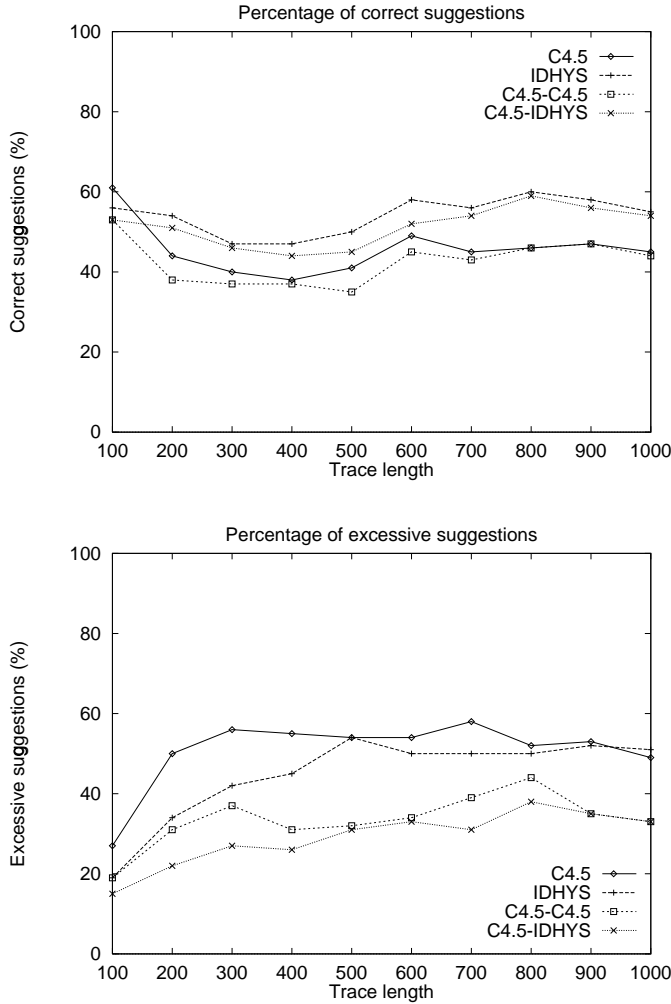 Percentage of correct suggestions
100
80
60
40
20
0
Correct suggestions (%)
C4.5
IDHYS
C4.5-C4.5
C4.5-IDHYS
100 200 300 400 500 600 700 800 900 1000
Trace length
Percentage of excessive suggestions
100
80
60
40
20
0
Excessive suggestions (%)
C4.5
IDHYS
C4.5-C4.5
C4.5-IDHYS
100 200 300 400 500 600 700 800 900 1000
Trace length